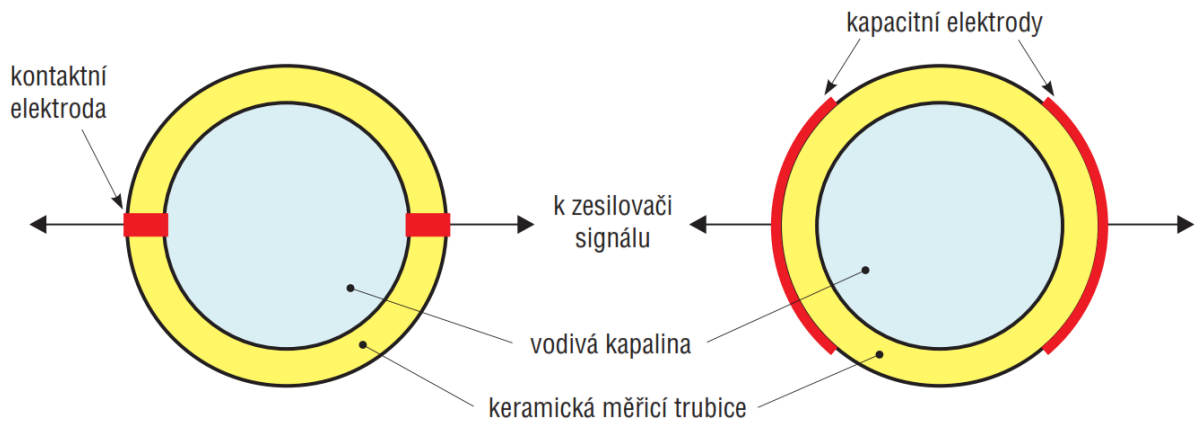 kapacitní elektrody
kontaktní
elektroda
k zesilovači
signálu
vodivá kapalina
keramická měřicí trubice